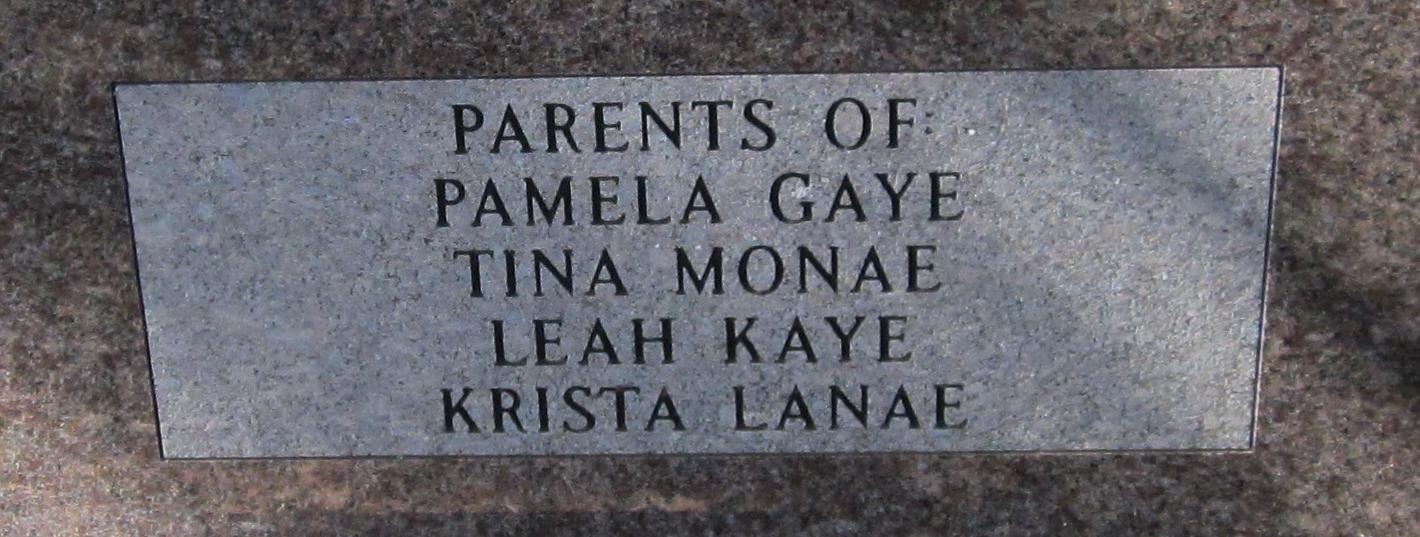 PARENTS OF:
PAMELA GAYE
TINA MONAE
LEAH KAYE
KRISTA LANAE